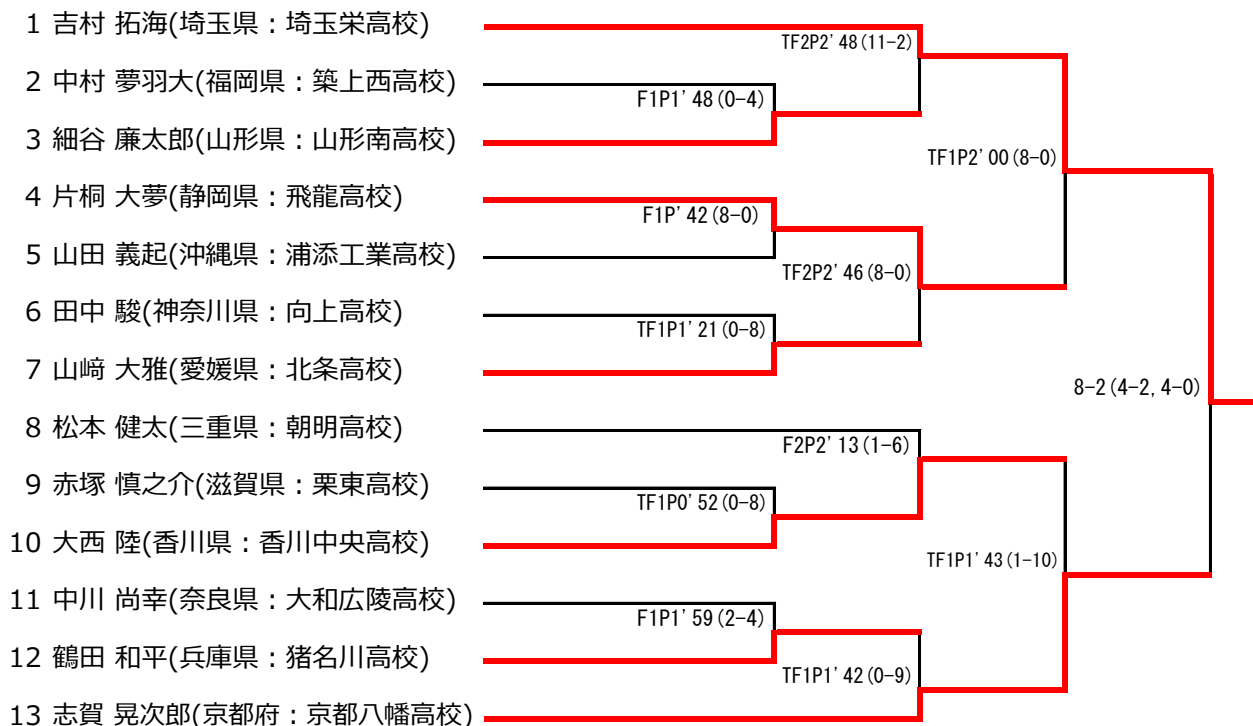 1 吉村 拓海(埼玉県：埼玉栄高校)
TF2P2'48(11-2)
2 中村 夢羽大(福岡県：築上西高校)
F1P1'48(0-4)
3 細谷 廉太郎(山形県：山形南高校)
TF1P2'00(8-0)
4 片桐 大夢(静岡県：飛龍高校)
F1P'42(8-0)
5 山田 義起(沖縄県：浦添工業高校)
TF2P2'46(8-0)
6 田中 駿(神奈川県：向上高校)
TF1P1'21(0-8)
7 山﨑 大雅(愛媛県：北条高校)
8-2(4-2,4-0)
8 松本 健太(三重県：朝明高校)
F2P2'13(1-6)
9 赤塚 慎之介(滋賀県：栗東高校)
TF1P0'52(0-8)
10 大西 陸(香川県：香川中央高校)
TF1P1'43(1-10)
11 中川 尚幸(奈良県：大和広陵高校)
F1P1'59(2-4)
12 鶴田 和平(兵庫県：猪名川高校)
TF1P1'42(0-9)
13 志賀 晃次郎(京都府：京都八幡高校)